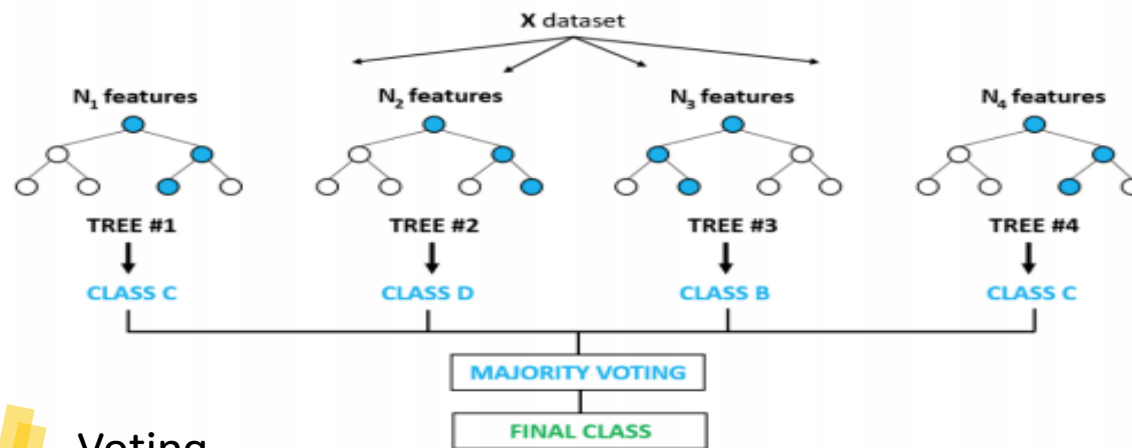 X dataset
N₁ features N₂ features N₃ features N₄ features
TREE #1 TREE #2 TREE #3 TREE #4
CLASS C CLASS D CLASS B CLASS C
MAJORITY VOTING
FINAL CLASS
Voting